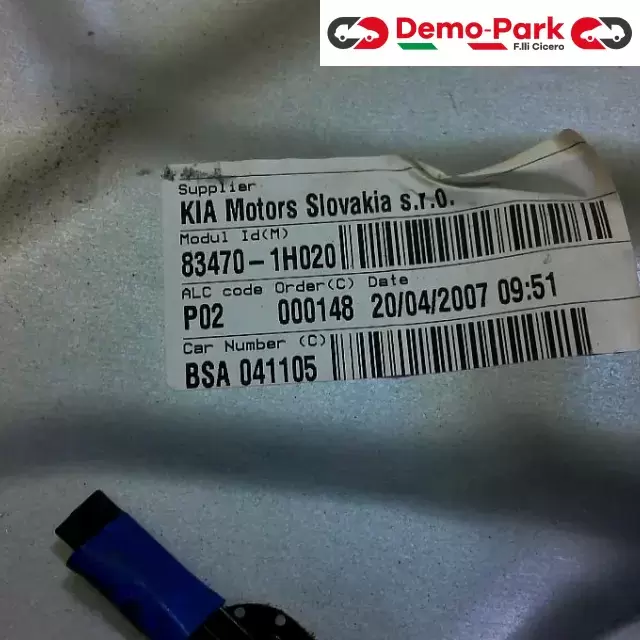 Demo-Park
F.lli Cicero
Supplier
KIA Motors Slovakia s.r.o.
Modul Id(M)
83470-1H020
ALC code Order(C) Date
P02 000148 20/04/2007 09:51
Car Number (C)
BSA 041105